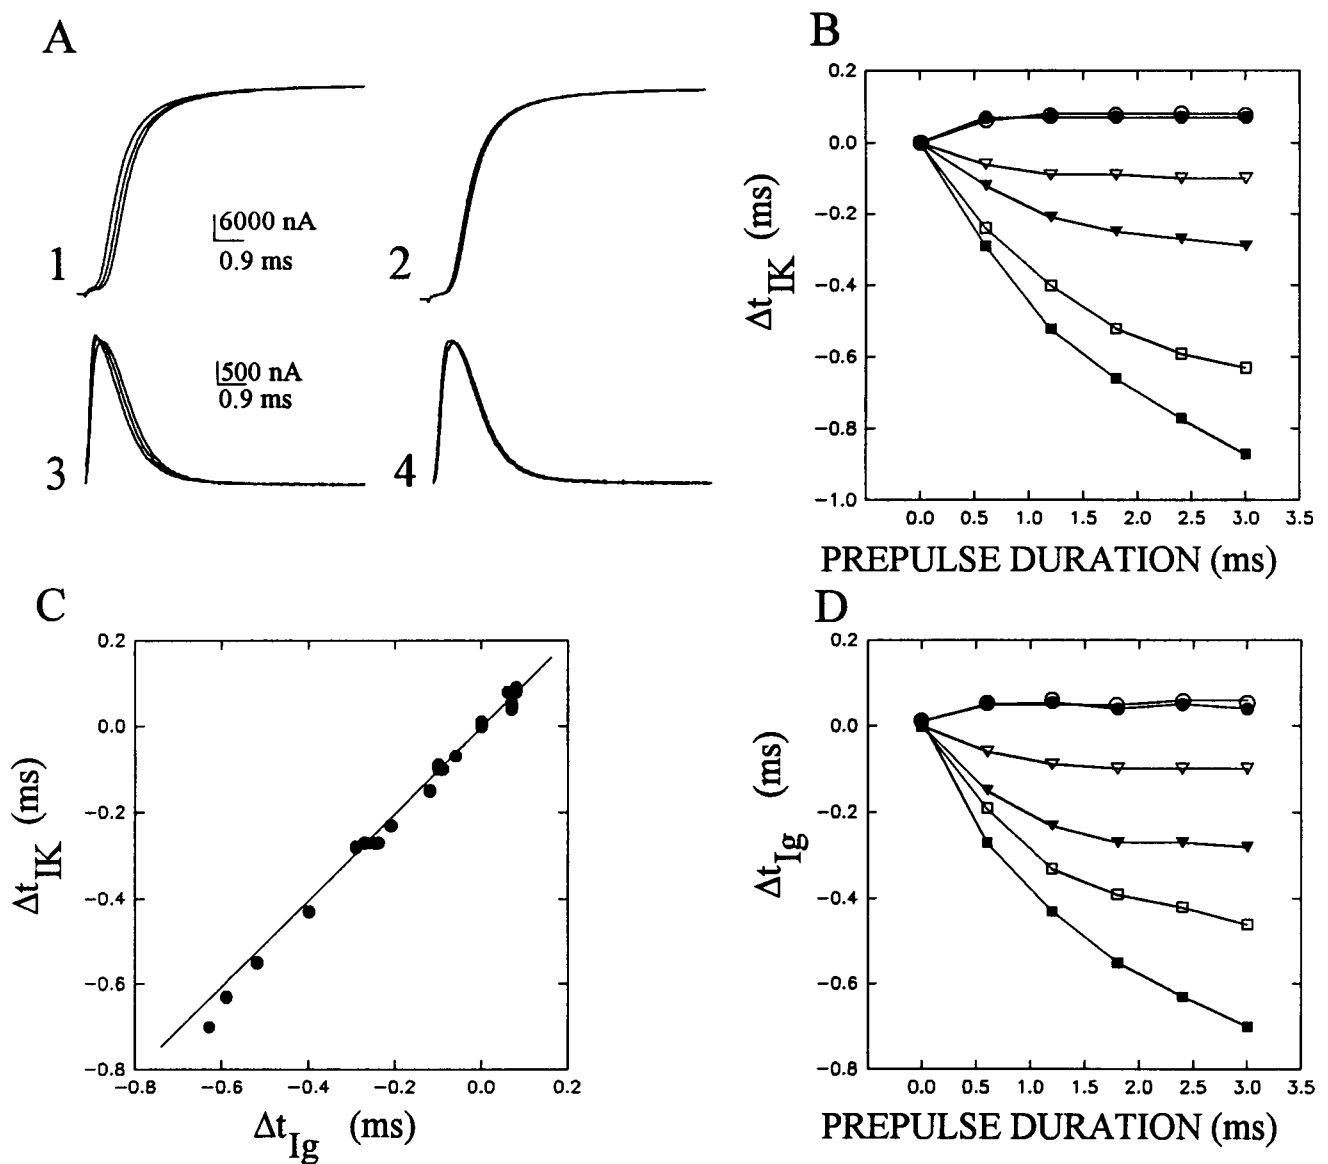 A
1
6000 nA
0.9 ms
2
3
500 nA
0.9 ms
4
B
0.2
0.0
−0.2
−0.4
−0.6
−0.8
−1.0
Δt_IK (ms)
0.0 0.5 1.0 1.5 2.0 2.5 3.0 3.5
PREPULSE DURATION (ms)
C
0.2
0.0
−0.2
−0.4
−0.6
−0.8
Δt_IK (ms)
−0.8 −0.6 −0.4 −0.2 0.0 0.2
Δt_Ig (ms)
D
0.2
0.0
−0.2
−0.4
−0.6
−0.8
Δt_Ig (ms)
0.0 0.5 1.0 1.5 2.0 2.5 3.0 3.5
PREPULSE DURATION (ms)